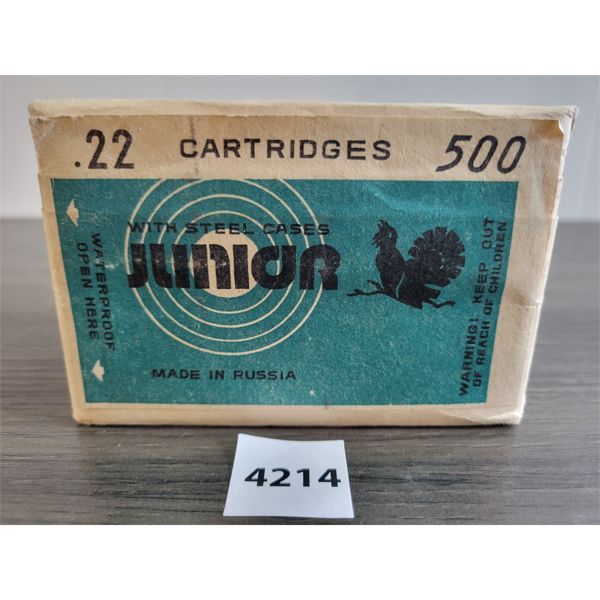 .22 CARTRIDGES 500
WITH STEEL CASES
JUNIOR
MADE IN RUSSIA
WATERPROOF
OPEN HERE
WARNING! KEEP OUT
OF REACH OF CHILDREN
4214